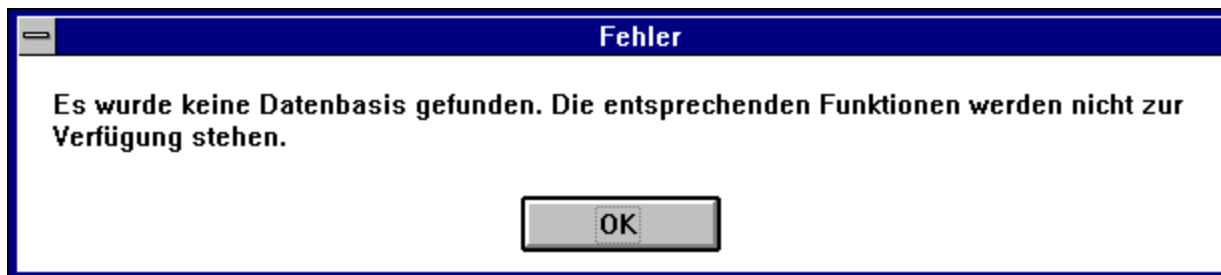 Fehler
Es wurde keine Datenbasis gefunden. Die entsprechenden Funktionen werden nicht zur
Verfügung stehen.
OK